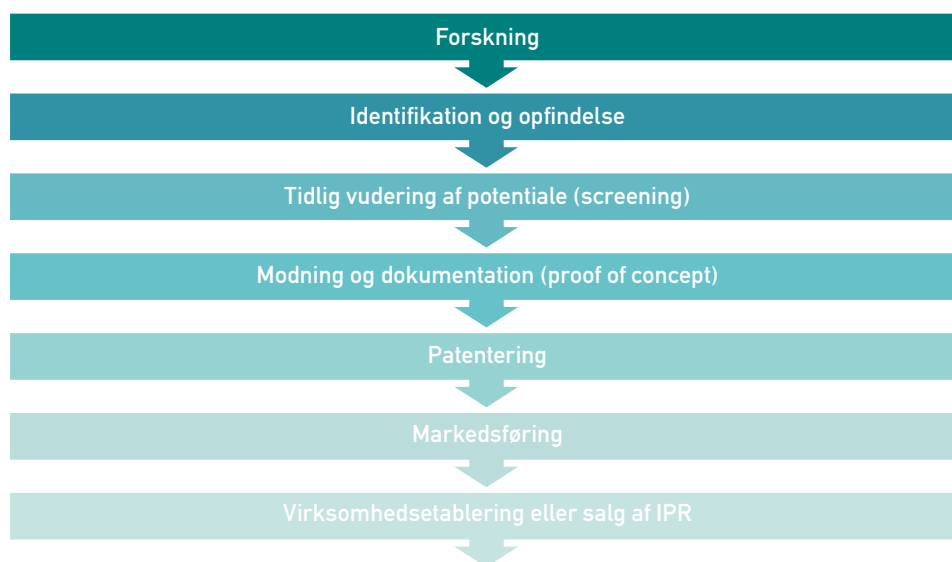 Forskning
Identifikation og opfindelse
Tidlig vudering af potentiale (screening)
Modning og dokumentation (proof of concept)
Patentering
Markedsføring
Virksomhedsetablering eller salg af IPR